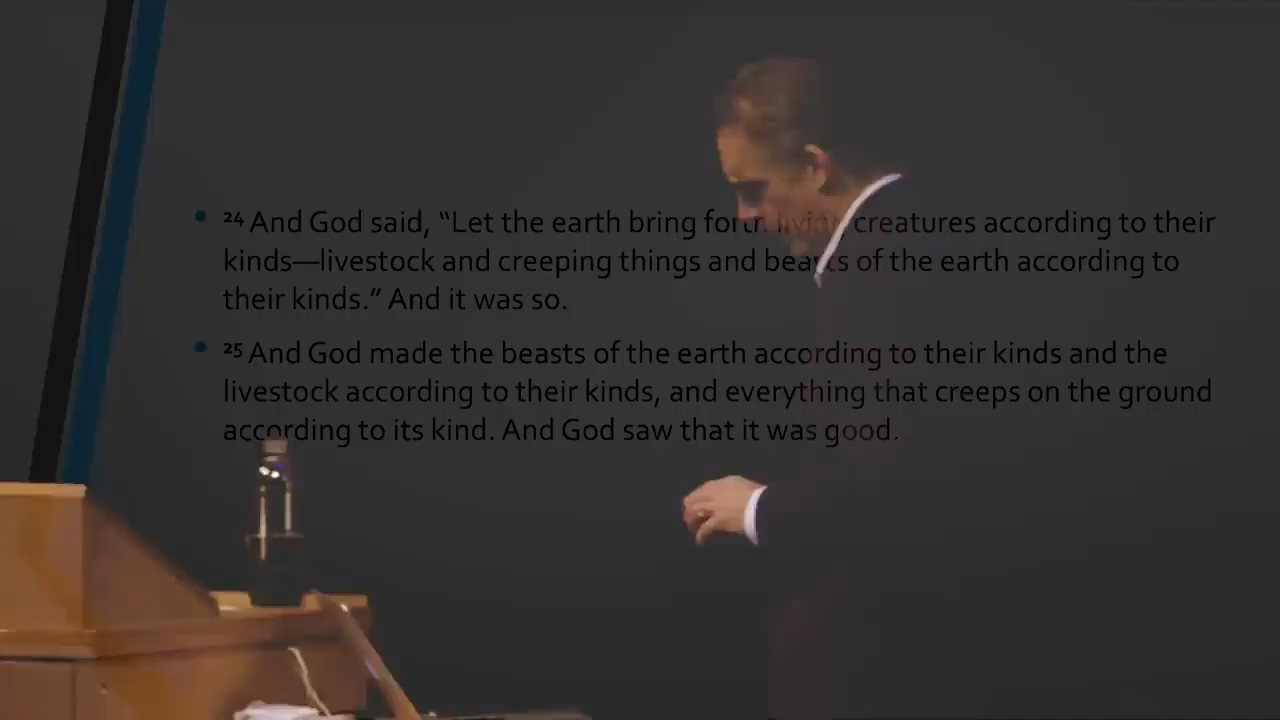 24 And God said, “Let the earth bring forth living creatures according to their
kinds—livestock and creeping things and beasts of the earth according to
their kinds.” And it was so.
25 And God made the beasts of the earth according to their kinds and the
livestock according to their kinds, and everything that creeps on the ground
according to its kind. And God saw that it was good.